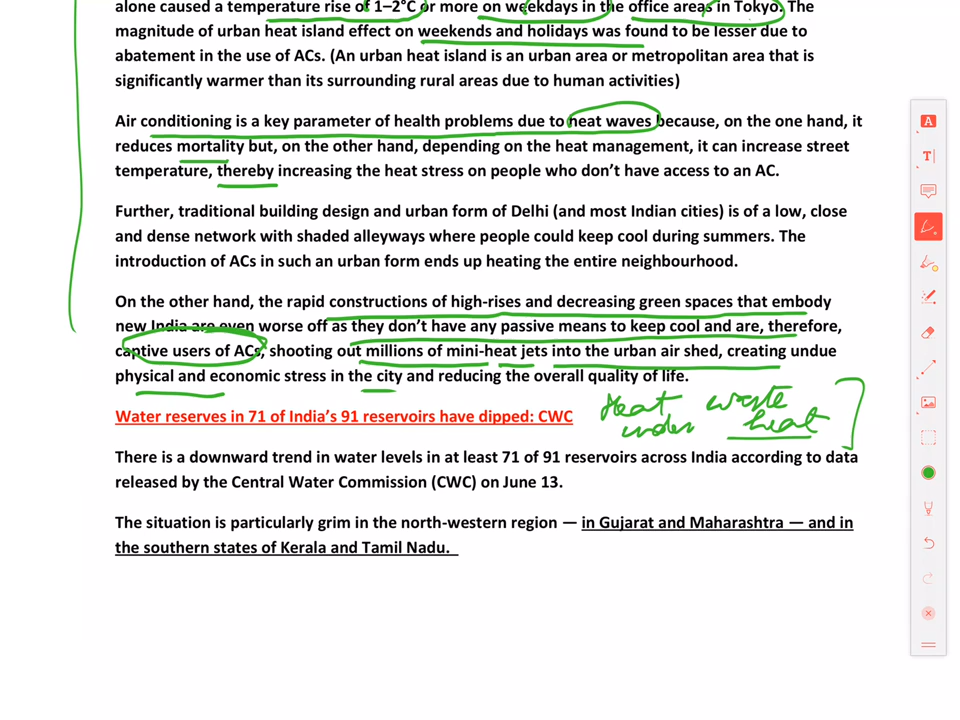 alone caused a temperature rise of 1–2°C or more on weekdays in the office areas in Tokyo. The
magnitude of urban heat island effect on weekends and holidays was found to be lesser due to
abatement in the use of ACs. (An urban heat island is an urban area or metropolitan area that is
significantly warmer than its surrounding rural areas due to human activities)
Air conditioning is a key parameter of health problems due to heat waves because, on the one hand, it
reduces mortality but, on the other hand, depending on the heat management, it can increase street
temperature, thereby increasing the heat stress on people who don't have access to an AC.
Further, traditional building design and urban form of Delhi (and most Indian cities) is of a low, close
and dense network with shaded alleyways where people could keep cool during summers. The
introduction of ACs in such an urban form ends up heating the entire neighbourhood.
On the other hand, the rapid constructions of high-rises and decreasing green spaces that embody
new India are even worse off as they don't have any passive means to keep cool and are, therefore,
captive users of ACs, shooting out millions of mini-heat jets into the urban air shed, creating undue
physical and economic stress in the city and reducing the overall quality of life.
Water reserves in 71 of India's 91 reservoirs have dipped: CWC
Heat waste
index heat
There is a downward trend in water levels in at least 71 of 91 reservoirs across India according to data
released by the Central Water Commission (CWC) on June 13.
The situation is particularly grim in the north-western region — in Gujarat and Maharashtra — and in
the southern states of Kerala and Tamil Nadu.
A
T